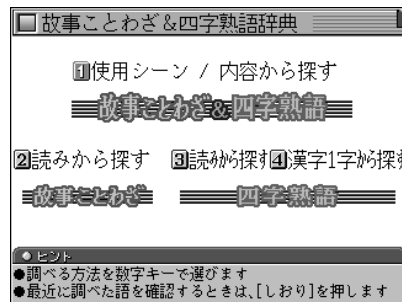 故事ことわざ&四字熟語辞典
1使用シーン / 内容から探す
故事ことわざ&四字熟語
2読みから探す 3読みから探す 4漢字1字から探す
故事ことわざ 四字熟語
●ヒント
●調べる方法を数字キーで選びます
●最近に調べた語を確認するときは、[しおり]を押します